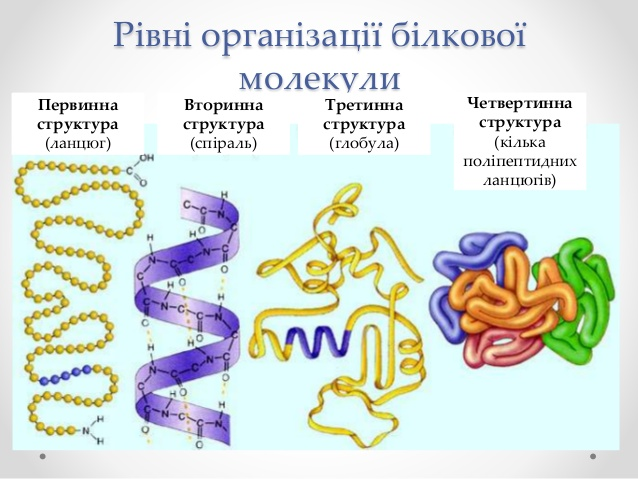 Рівні організації білкової
молекули
Первинна
структура
(ланцюг)
Вторинна
структура
(спіраль)
Третинна
структура
(глобула)
Четвертинна
структура
(кілька
поліпептидних
ланцюгів)